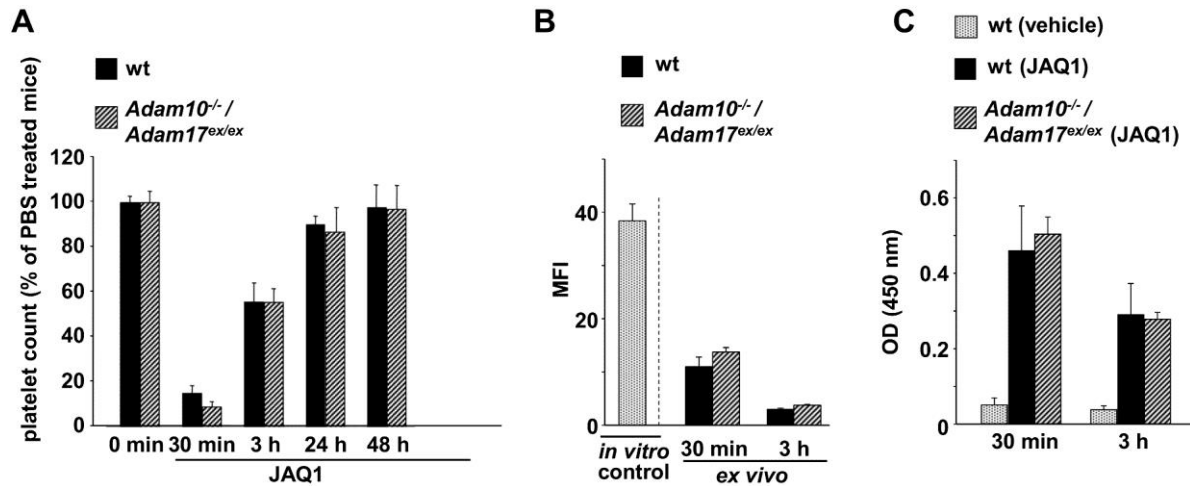 A
wt
Adam10-/- /
Adam17ex/ex
platelet count (% of PBS treated mice)
120
100
80
60
40
20
0
0 min 30 min 3 h 24 h 48 h
JAQ1
B
wt
Adam10-/- /
Adam17ex/ex
MFI
40
20
0
in vitro
control
30 min 3 h
ex vivo
C
wt (vehicle)
wt (JAQ1)
Adam10-/- /
Adam17ex/ex (JAQ1)
OD (450 nm)
0.6
0.4
0.2
0
30 min 3 h